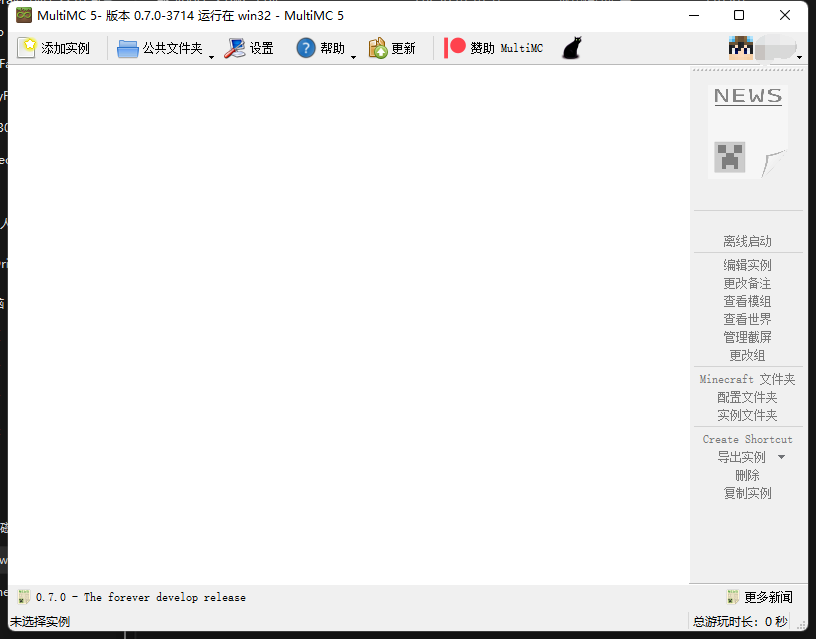 MultiMC 5- 版本 0.7.0-3714 运行在 win32 - MultiMC 5
添加实例 公共文件夹 设置 帮助 更新 赞助 MultiMC
NEWS
离线启动
编辑实例
更改备注
查看模组
查看世界
管理截屏
更改组
Minecraft 文件夹
配置文件夹
实例文件夹
Create Shortcut
导出实例
删除
复制实例
0.7.0 - The forever develop release 更多新闻
未选择实例 总游玩时长: 0 秒